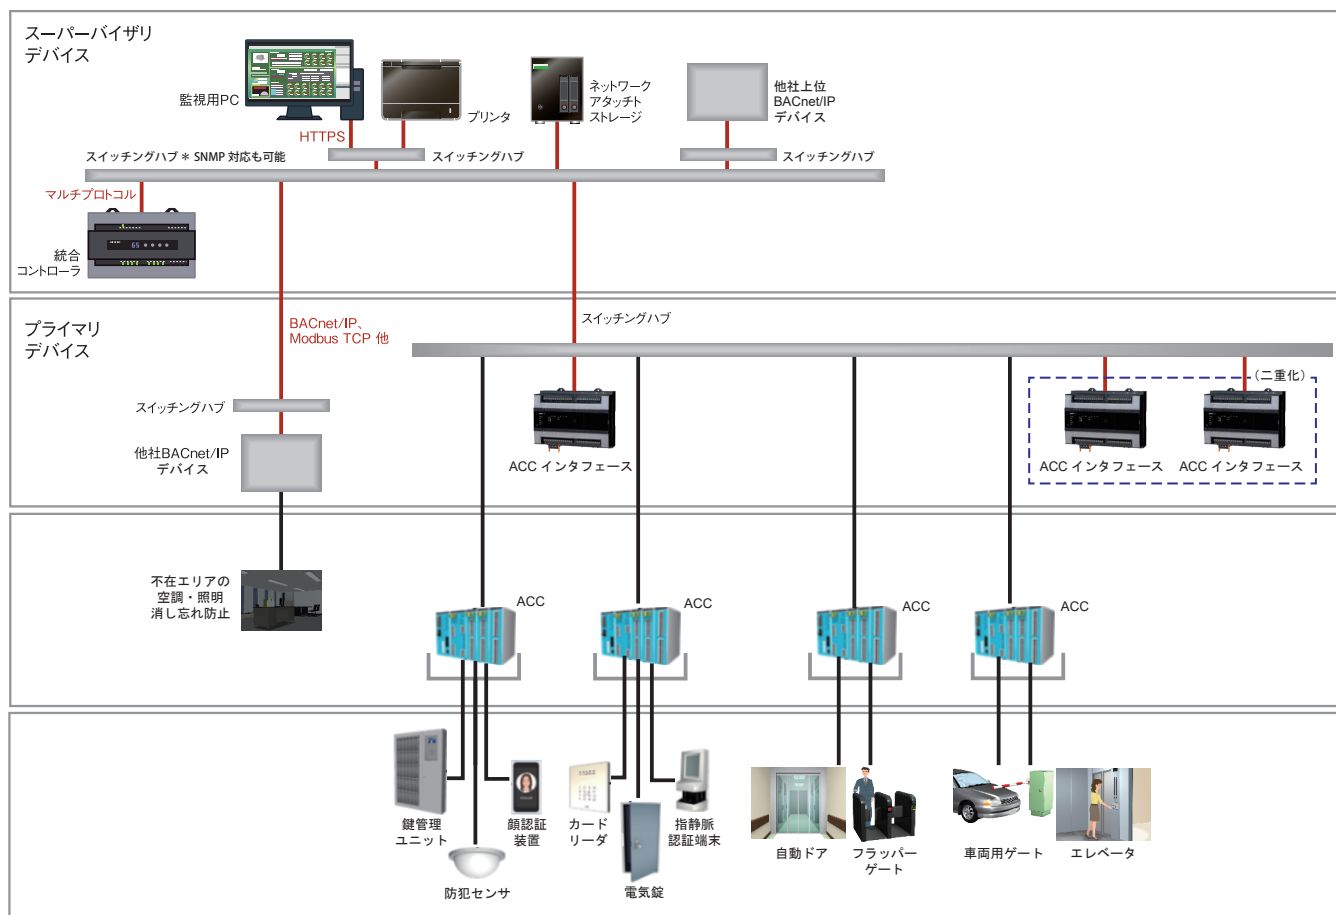 スーパーバイザリ
デバイス
監視用PC
プリンタ
ネットワーク
アタッチト
ストレージ
他社上位
BACnet/IP
デバイス
HTTPS
スイッチングハブ＊ SNMP 対応も可能
スイッチングハブ
スイッチングハブ
マルチプロトコル
統合
コントローラ
プライマリ
デバイス
BACnet/IP、
Modbus TCP 他
スイッチングハブ
（二重化）
スイッチングハブ
他社BACnet/IP
デバイス
ACC インタフェース
ACC インタフェース
ACC インタフェース
不在エリアの
空調・照明
消し忘れ防止
ACC
ACC
ACC
ACC
鍵管理
ユニット
顔認証
装置
カード
リーダ
指静脈
認証端末
自動ドア
フラッパー
ゲート
車両用ゲート
エレベータ
防犯センサ
電気錠